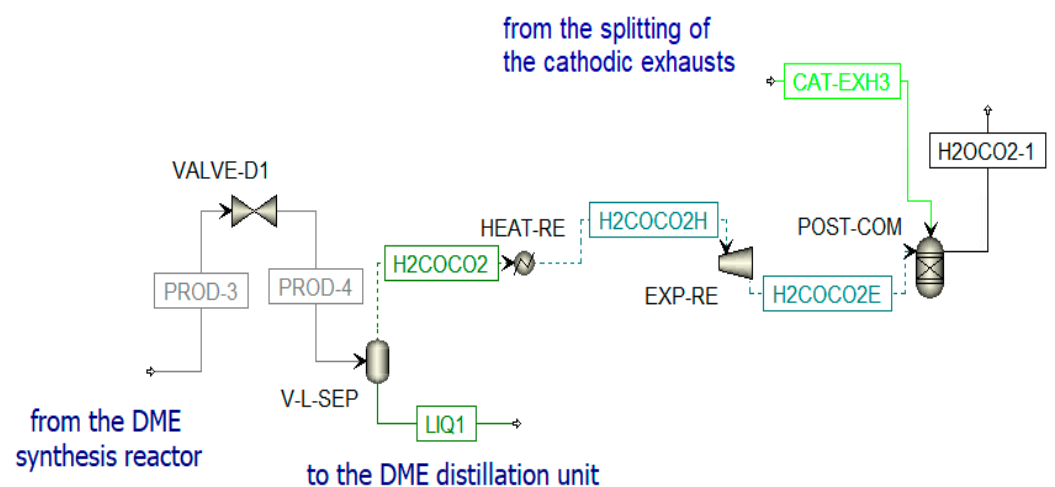 from the splitting of
the cathodic exhausts
CAT-EXH3
H2OCO2-1
VALVE-D1
HEAT-RE
H2COCO2H
POST-COM
H2COCO2
PROD-3
PROD-4
EXP-RE
H2COCO2E
V-L-SEP
LIQ1
from the DME
synthesis reactor
to the DME distillation unit